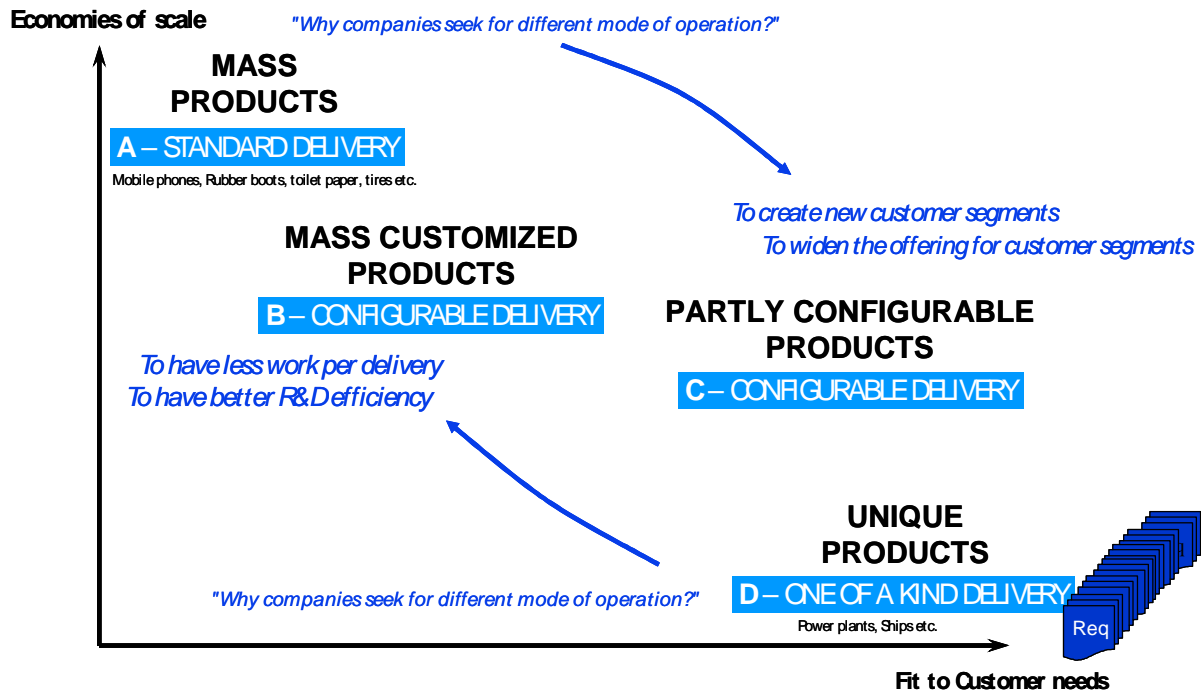 Economies of scale
"Why companies seek for different mode of operation?"
MASS
PRODUCTS
A – STANDARD DELIVERY
Mobile phones, Rubber boots, toilet paper, tires etc.
To create new customer segments
To widen the offering for customer segments
MASS CUSTOMIZED
PRODUCTS
B – CONFIGURABLE DELIVERY
PARTLY CONFIGURABLE
PRODUCTS
C – CONFIGURABLE DELIVERY
To have less work per delivery
To have better R&D efficiency
UNIQUE
PRODUCTS
D – ONE OF A KIND DELIVERY
Power plants, Ships etc.
"Why companies seek for different mode of operation?"
Req
Fit to Customer needs